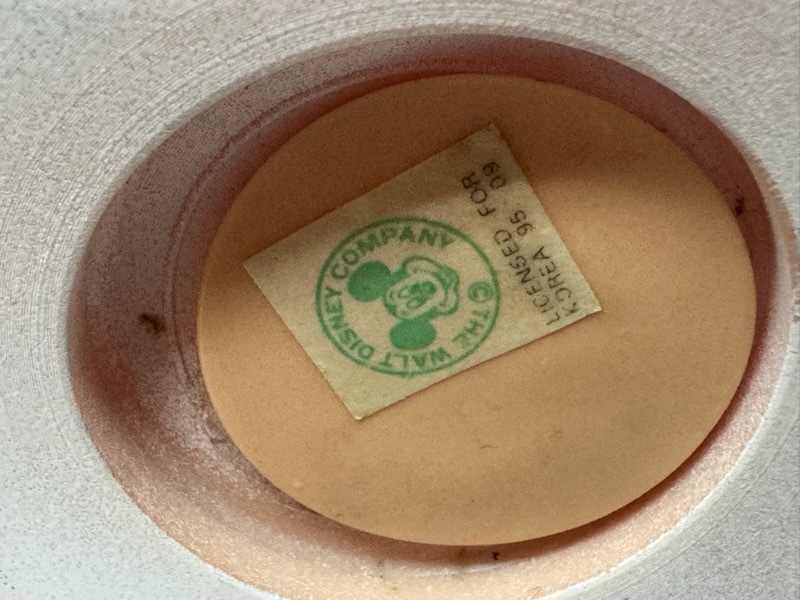 © THE WALT DISNEY COMPANY
LICENSED FOR
KOREA 95. 09